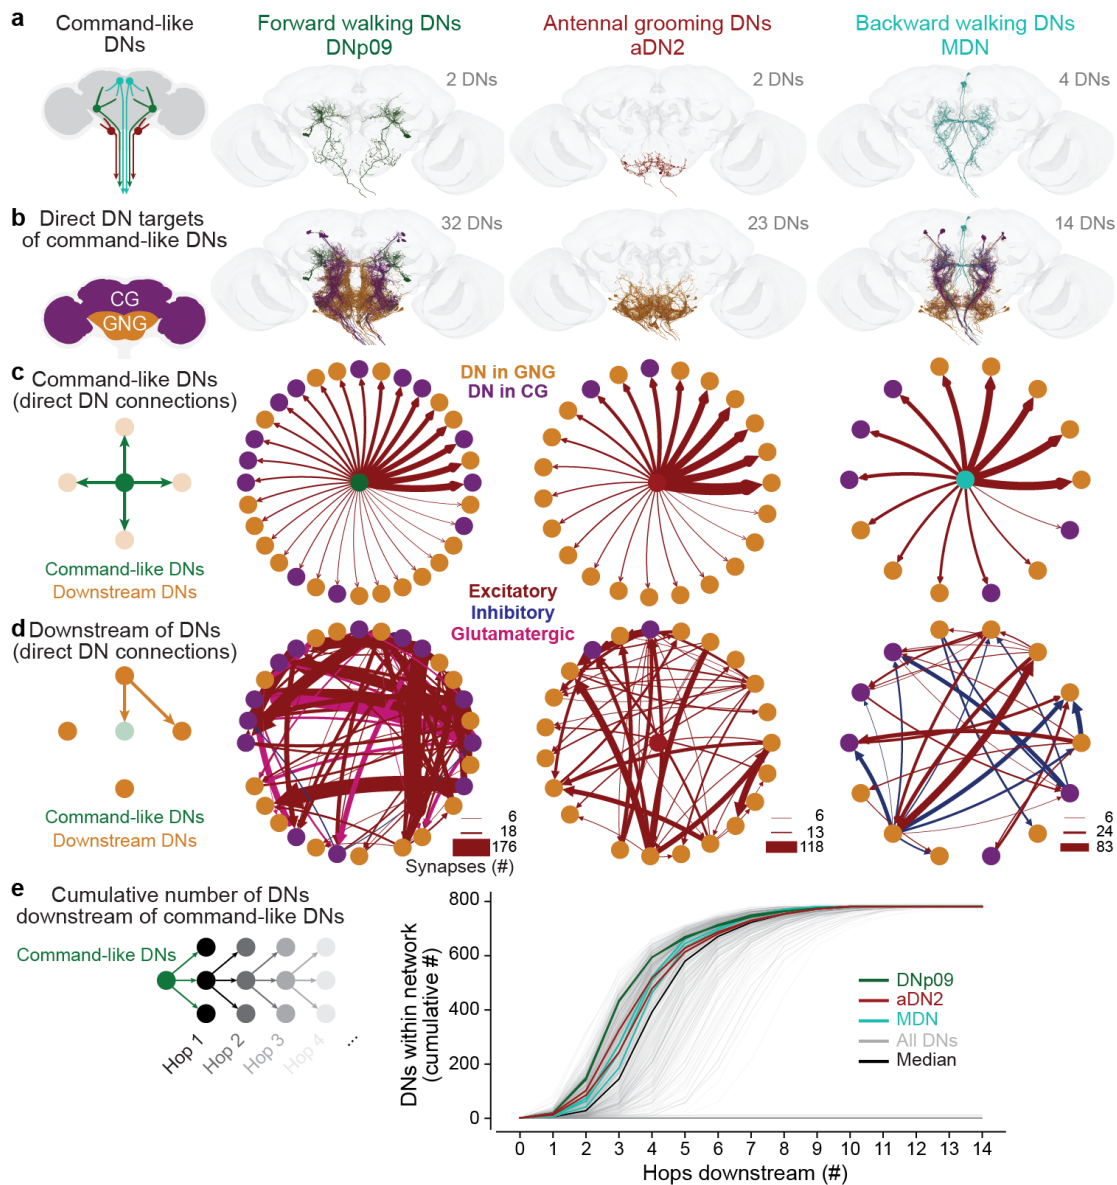 a
Command-like
DNs
Forward walking DNs
DNp09
Antennal grooming DNs
aDN2
Backward walking DNs
MDN
2 DNs
2 DNs
4 DNs
b
Direct DN targets
of command-like DNs
32 DNs
23 DNs
14 DNs
CG
GNG
c
Command-like DNs
(direct DN connections)
DN in GNG
DN in CG
Command-like DNs
Downstream DNs
Excitatory
Inhibitory
Glutamatergic
d
Downstream of DNs
(direct DN connections)
Command-like DNs
Downstream DNs
6
18
176
Synapses (#)
6
13
118
6
24
83
e
Cumulative number of DNs
downstream of command-like DNs
Command-like DNs
Hop 1
Hop 2
Hop 3
Hop 4
...
DNs within network
(cumulative #)
800
600
400
200
0
DNp09
aDN2
MDN
All DNs
Median
0 1 2 3 4 5 6 7 8 9 10 11 12 13 14
Hops downstream (#)